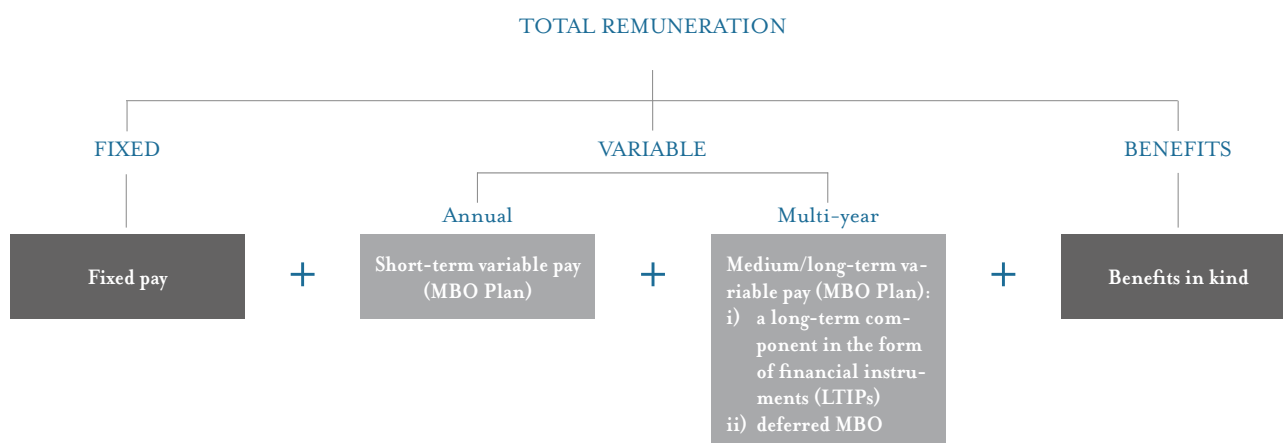 TOTAL REMUNERATION
FIXED
VARIABLE
BENEFITS
Annual
Multi-year
Fixed pay
+
Short-term variable pay
(MBO Plan)
+
Medium/long-term va-
riable pay (MBO Plan):
i) a long-term com-
ponent in the form
of financial instru-
ments (LTIPs)
ii) deferred MBO
+
Benefits in kind